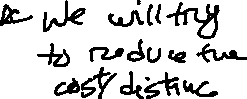 We will try
to reduce the
cost/distinc